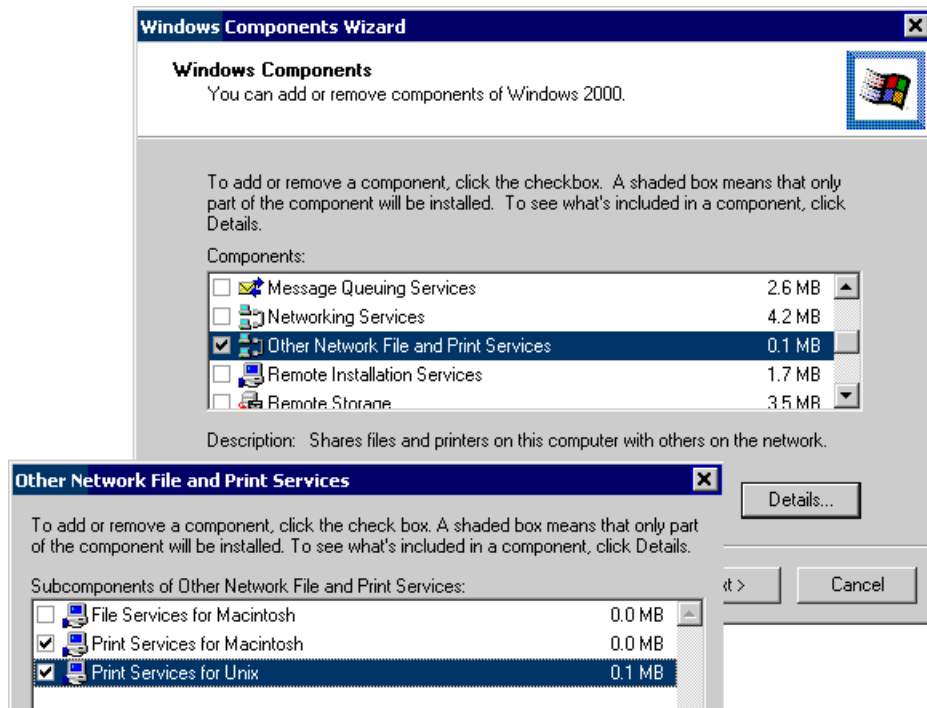 Windows Components Wizard
Windows Components
You can add or remove components of Windows 2000.
To add or remove a component, click the checkbox. A shaded box means that only
part of the component will be installed. To see what's included in a component, click
Details.
Components:
Message Queuing Services 2.6 MB
Networking Services 4.2 MB
Other Network File and Print Services 0.1 MB
Remote Installation Services 1.7 MB
Remote Storage 3.5 MB
Description: Shares files and printers on this computer with others on the network.
Details...
xt >
Cancel
Other Network File and Print Services
To add or remove a component, click the check box. A shaded box means that only part
of the component will be installed. To see what's included in a component, click Details.
Subcomponents of Other Network File and Print Services:
File Services for Macintosh 0.0 MB
Print Services for Macintosh 0.0 MB
Print Services for Unix 0.1 MB